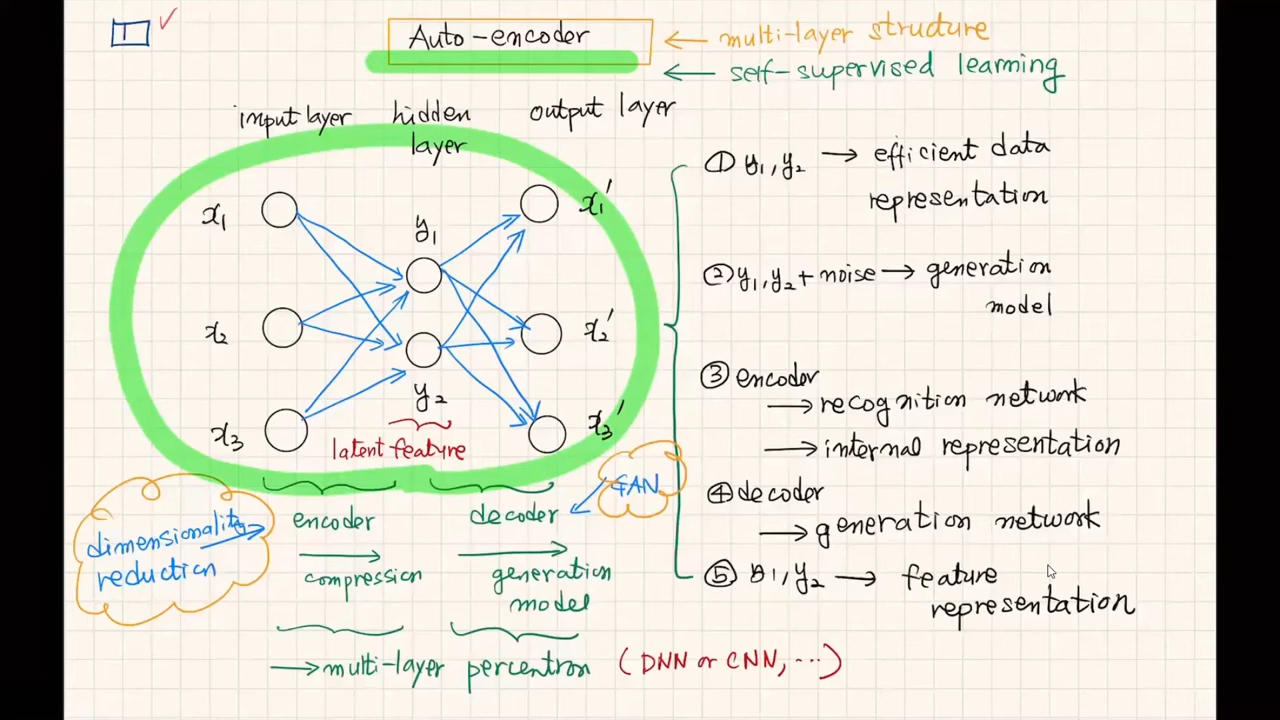 1
Auto-encoder
← multi-layer structure
← self-supervised learning
input layer hidden layer output layer
x1
x2
x3
y1
y2
x1'
x2'
x3'
latent feature
GAN
dimensionality
reduction
encoder
→
compression
decoder
→
generation
model
→ multi-layer percentron (DNN or CNN, ...)
① y1, y2 → efficient data
representation
② y1, y2 + noise → generation
model
③ encoder
→ recognition network
→ internal representation
④ decoder
→ generation network
⑤ y1, y2 → feature
representation